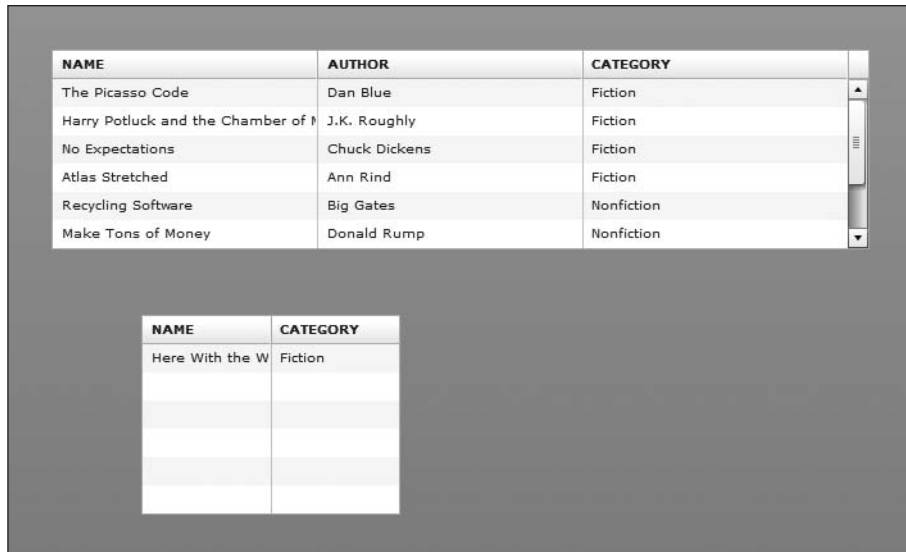 NAME AUTHOR CATEGORY
The Picasso Code Dan Blue Fiction
Harry Potluck and the Chamber of J.K. Roughly Fiction
No Expectations Chuck Dickens Fiction
Atlas Stretched Ann Rind Fiction
Recycling Software Big Gates Nonfiction
Make Tons of Money Donald Rump Nonfiction
NAME CATEGORY
Here With the W Fiction